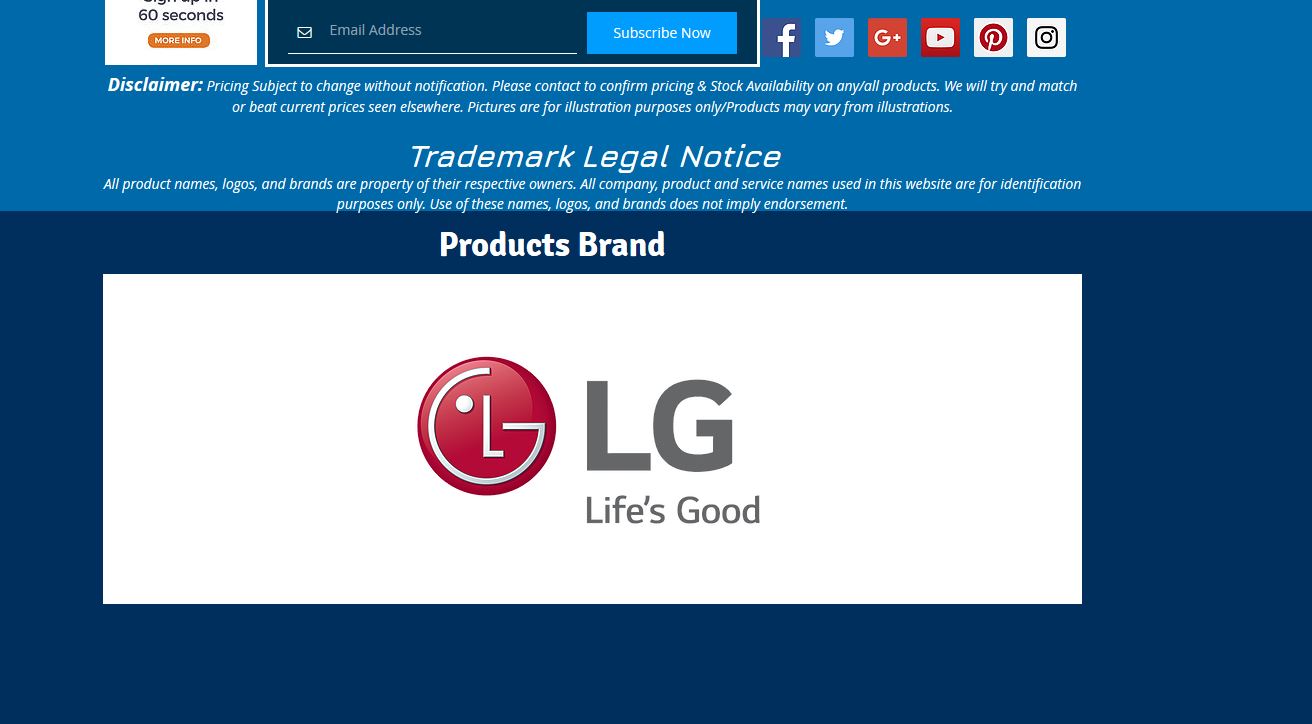 60 seconds
MORE INFO
Email Address
Subscribe Now
Disclaimer: Pricing Subject to change without notification. Please contact to confirm pricing & Stock Availability on any/all products. We will try and match
or beat current prices seen elsewhere. Pictures are for illustration purposes only/Products may vary from illustrations.
Trademark Legal Notice
All product names, logos, and brands are property of their respective owners. All company, product and service names used in this website are for identification
purposes only. Use of these names, logos, and brands does not imply endorsement.
Products Brand
LG
Life's Good